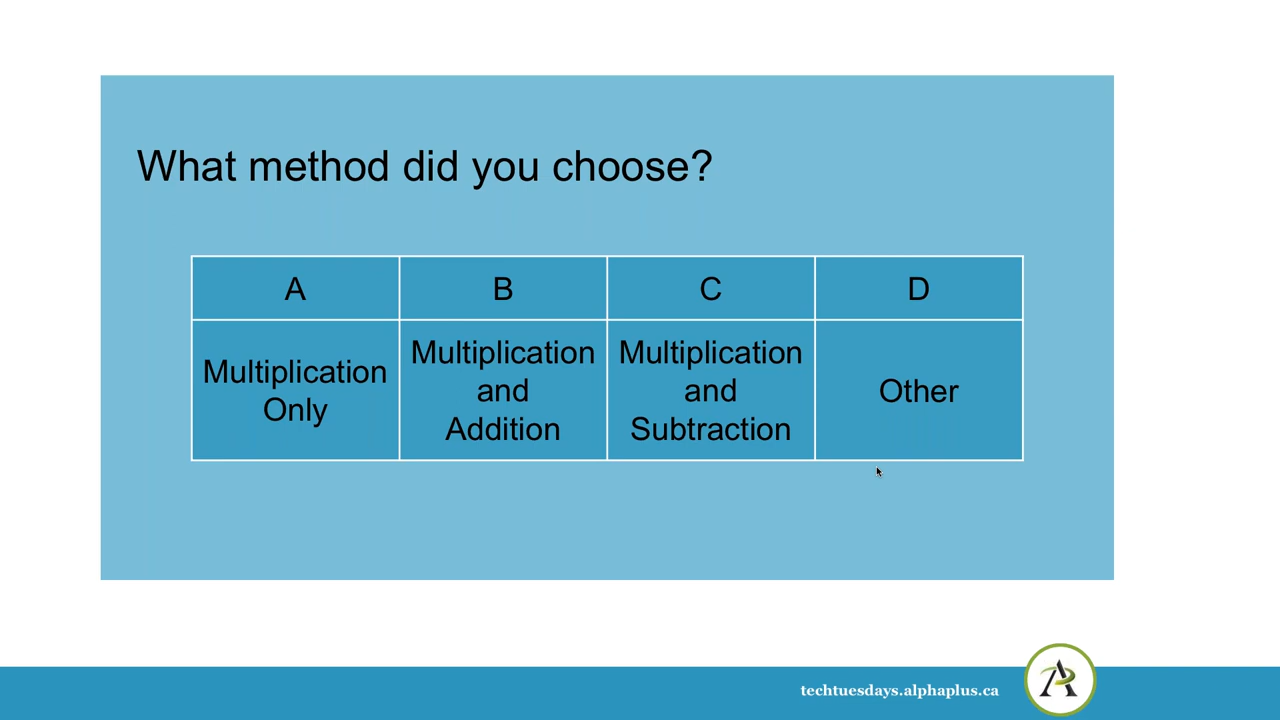 What method did you choose?
A
B
C
D
Multiplication
Only
Multiplication
and
Addition
Multiplication
and
Subtraction
Other
techtuesdays.alphaplus.ca